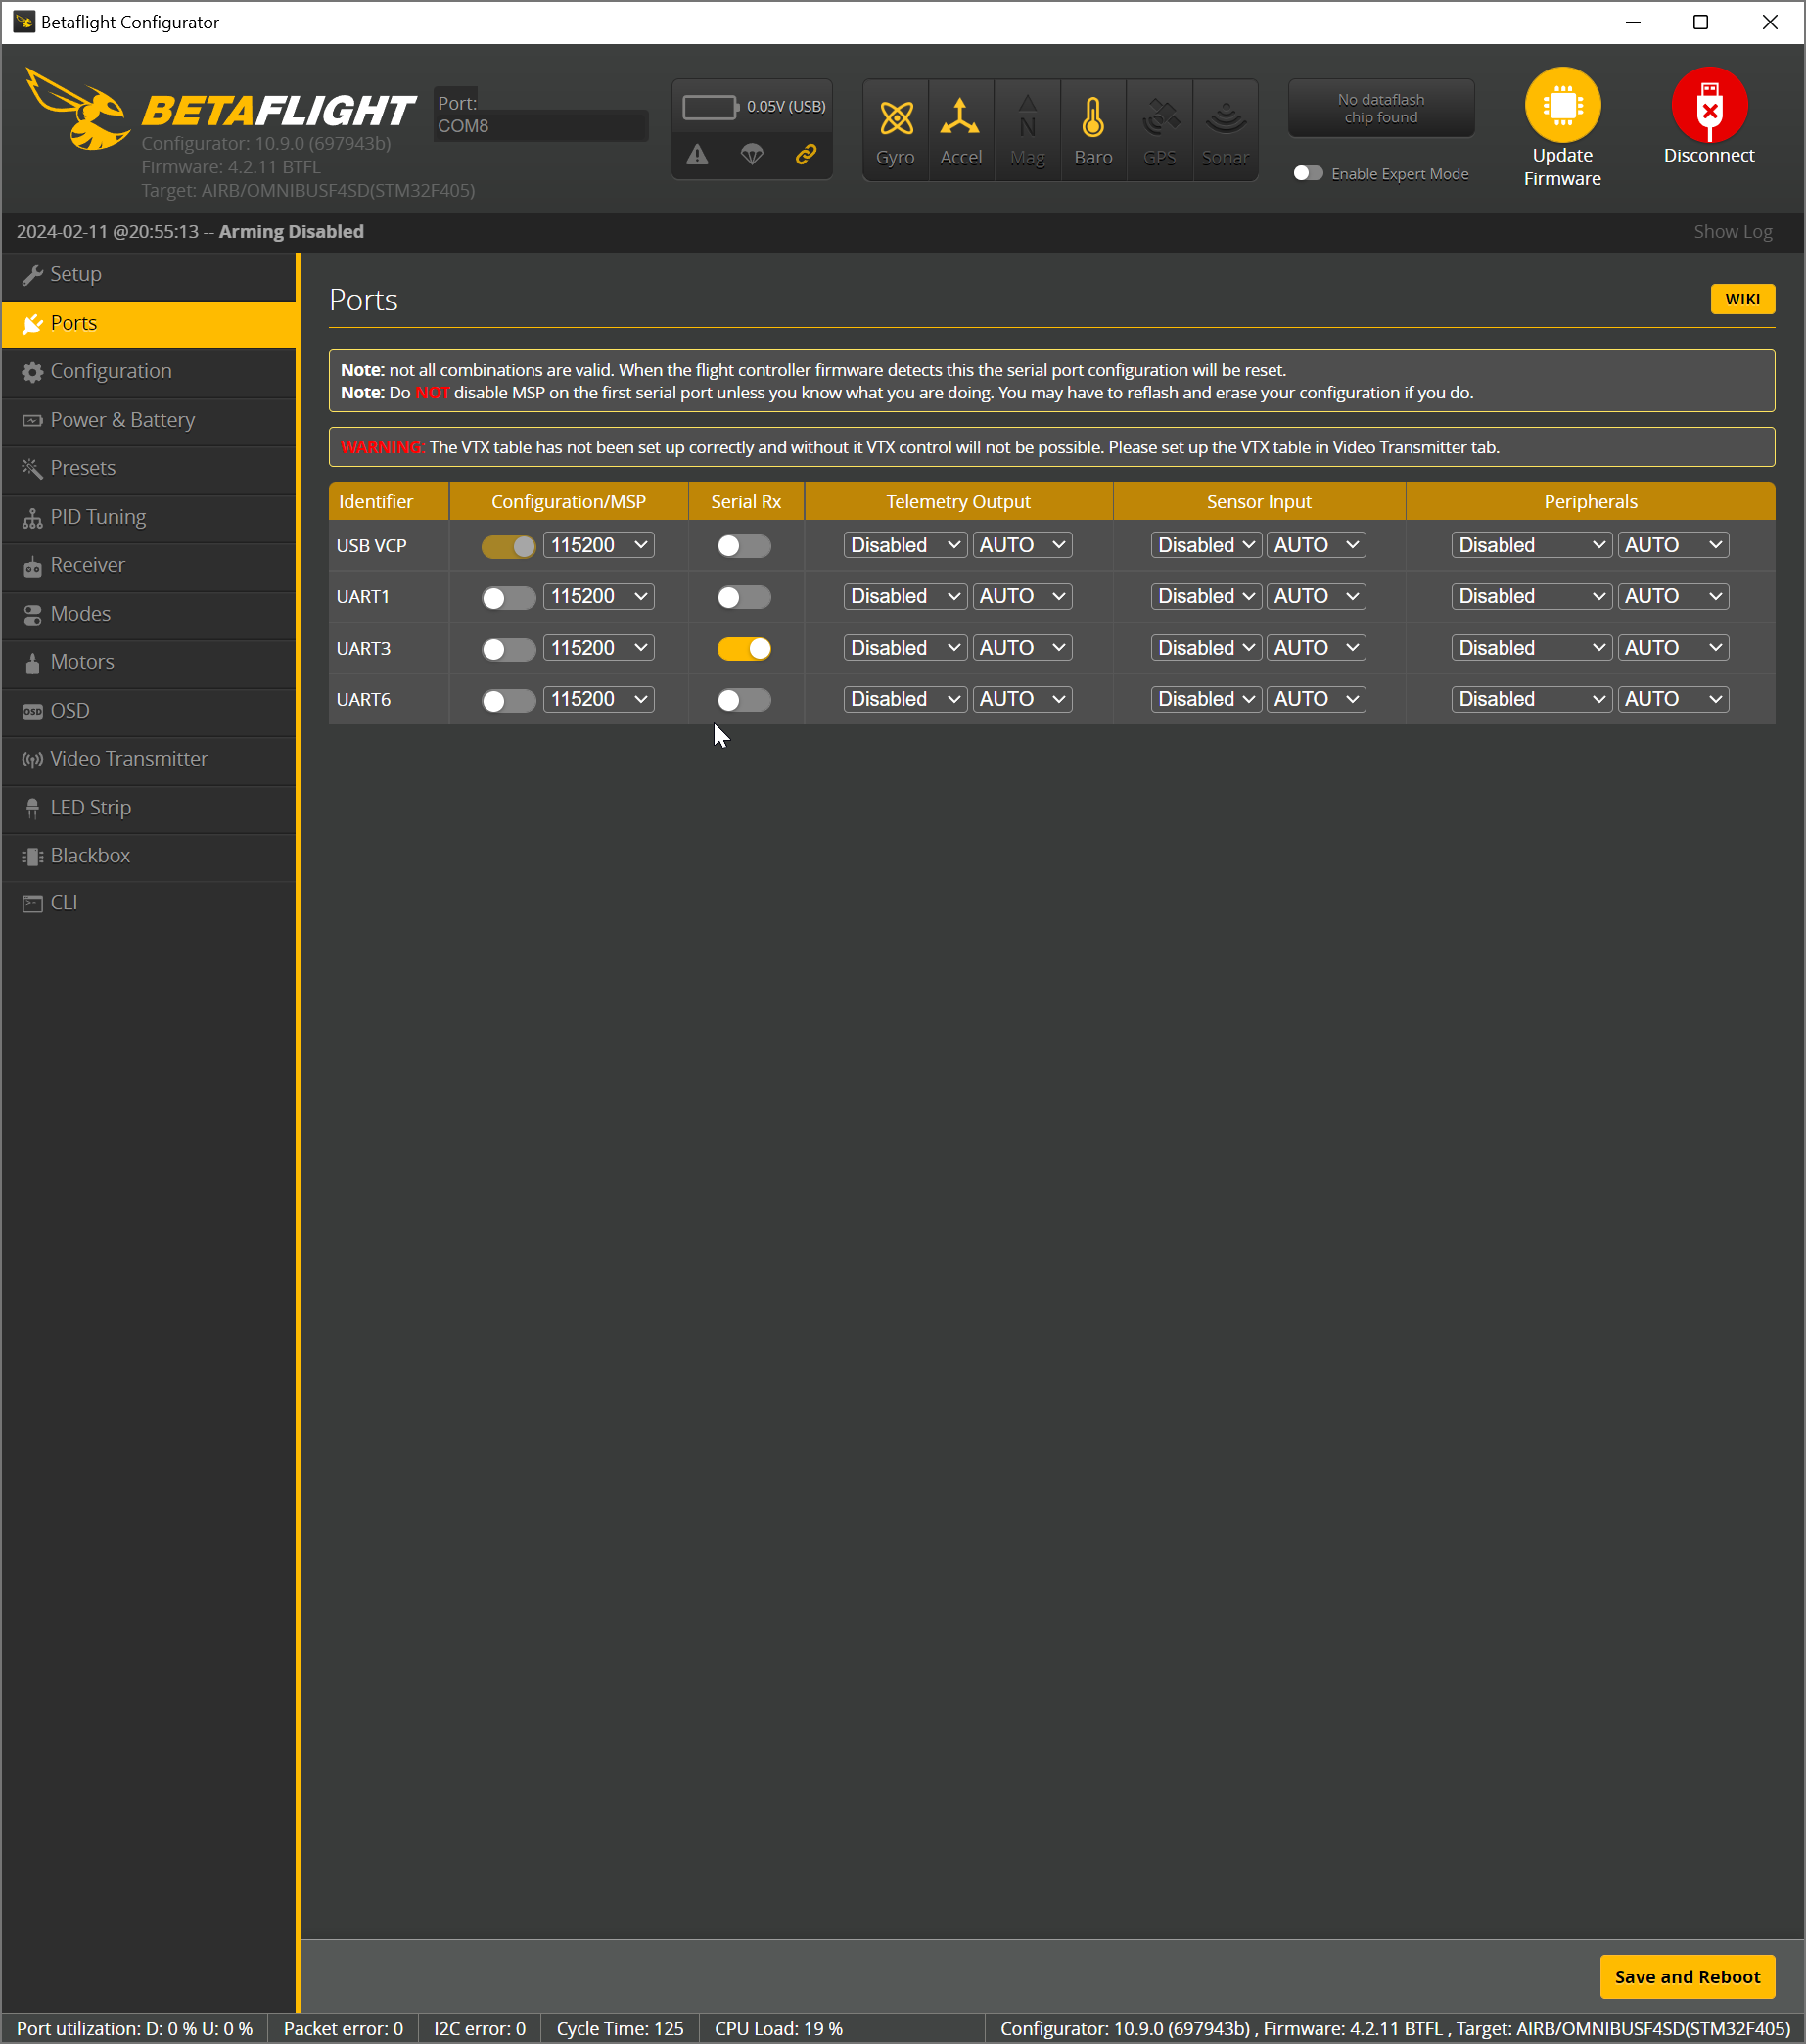 Betaflight Configurator
BETAFLIGHT
Configurator: 10.9.0 (697943b)
Firmware: 4.2.11 BTFL
Target: AIRB/OMNIBUSF4SD(STM32F405)
Port:
COM8
0.05V (USB)
Gyro
Accel
N
Mag
Baro
GPS
Sonar
No dataflash
chip found
Enable Expert Mode
Update
Firmware
Disconnect
2024-02-11 @20:55:13 -- Arming Disabled
Show Log
Setup
Ports
Configuration
Power & Battery
Presets
PID Tuning
Receiver
Modes
Motors
OSD OSD
Video Transmitter
LED Strip
Blackbox
CLI
Ports
WIKI
Note: not all combinations are valid. When the flight controller firmware detects this the serial port configuration will be reset.
Note: Do NOT disable MSP on the first serial port unless you know what you are doing. You may have to reflash and erase your configuration if you do.
WARNING: The VTX table has not been set up correctly and without it VTX control will not be possible. Please set up the VTX table in Video Transmitter tab.
Identifier Configuration/MSP Serial Rx Telemetry Output Sensor Input Peripherals
USB VCP 115200 Disabled AUTO Disabled AUTO Disabled AUTO
UART1 115200 Disabled AUTO Disabled AUTO Disabled AUTO
UART3 115200 Disabled AUTO Disabled AUTO Disabled AUTO
UART6 115200 Disabled AUTO Disabled AUTO Disabled AUTO
Save and Reboot
Port utilization: D: 0 % U: 0 % Packet error: 0 I2C error: 0 Cycle Time: 125 CPU Load: 19 % Configurator: 10.9.0 (697943b) , Firmware: 4.2.11 BTFL , Target: AIRB/OMNIBUSF4SD(STM32F405)